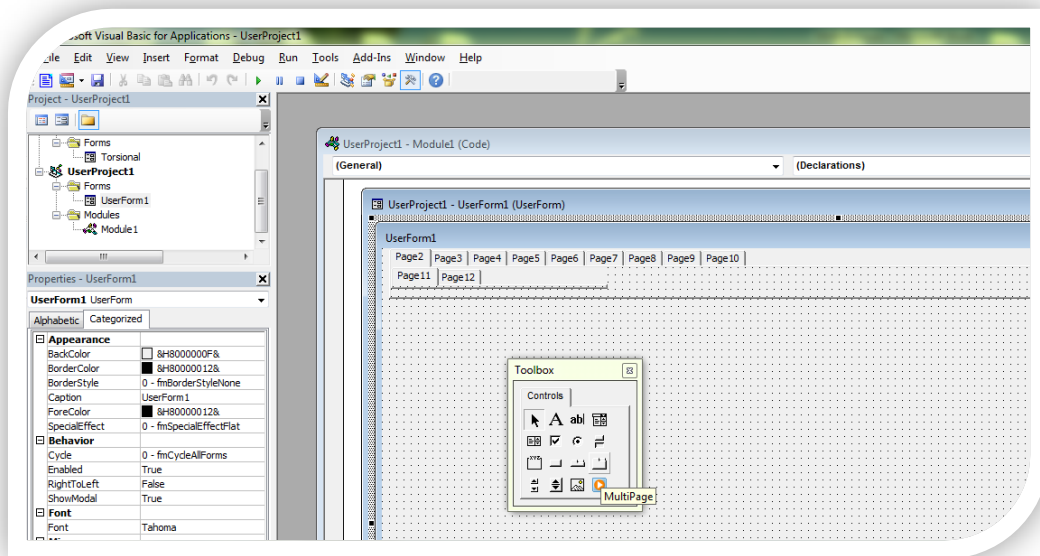 soft Visual Basic for Applications - UserProject1
File Edit View Insert Format Debug Run Tools Add-Ins Window Help
Project - UserProject1
Forms
Torsional
UserProject1
Forms
UserForm1
Modules
Module1
Properties - UserForm1
UserForm1 UserForm
Alphabetic Categorized
Appearance
BackColor &H8000000F&
BorderColor &H80000012&
BorderStyle 0 - fmBorderStyleNone
Caption UserForm1
ForeColor &H80000012&
SpecialEffect 0 - fmSpecialEffectFlat
Behavior
Cycle 0 - fmCycleAllForms
Enabled True
RightToLeft False
ShowModal True
Font
Font Tahoma
UserProject1 - Module1 (Code)
(General) (Declarations)
UserProject1 - UserForm1 (UserForm)
UserForm1
Page2 Page3 Page4 Page5 Page6 Page7 Page8 Page9 Page10
Page11 Page12
Toolbox
Controls
A ab|
XYZ
MultiPage